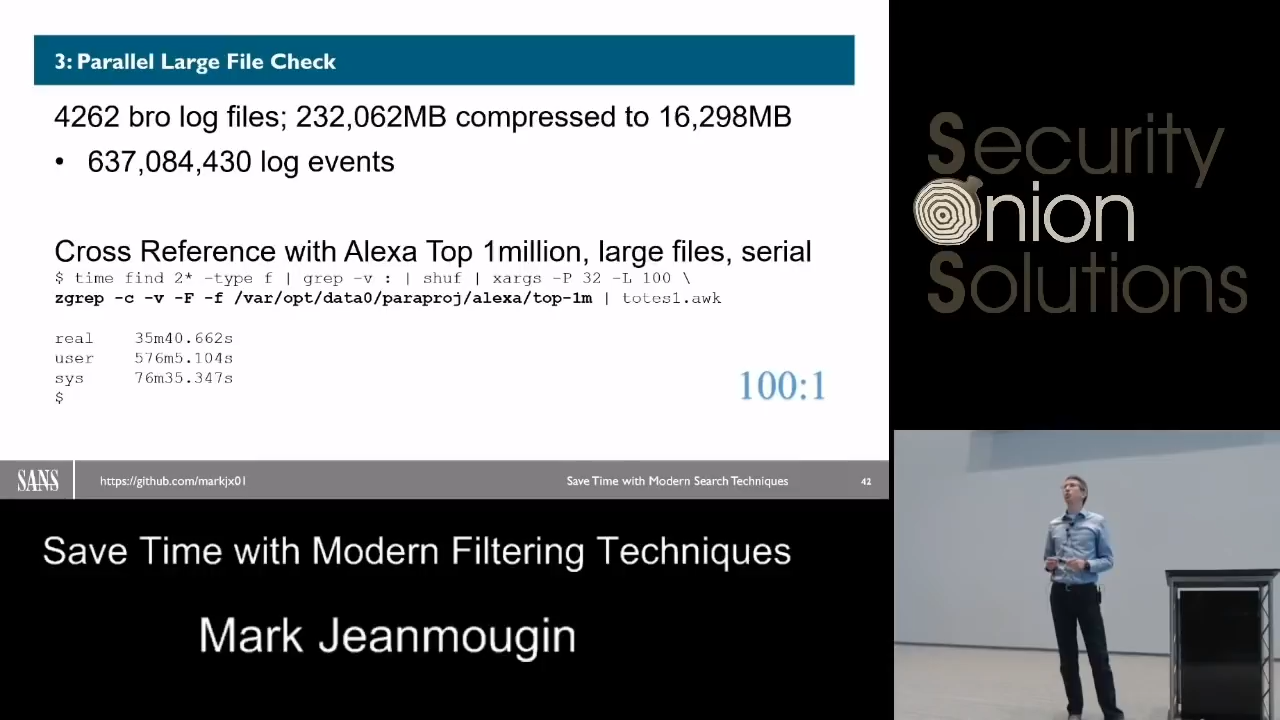 3: Parallel Large File Check
4262 bro log files; 232,062MB compressed to 16,298MB
• 637,084,430 log events
Cross Reference with Alexa Top 1million, large files, serial
$ time find 2* -type f | grep -v : | shuf | xargs -P 32 -L 100 \
zgrep -c -v -F -f /var/opt/data0/paraproj/alexa/top-1m | totes1.awk
real 35m40.662s
user 576m5.104s
sys 76m35.347s
$
100:1
SANS
https://github.com/markjx01
Save Time with Modern Search Techniques
42
Security
Onion
Solutions
Save Time with Modern Filtering Techniques
Mark Jeanmougin